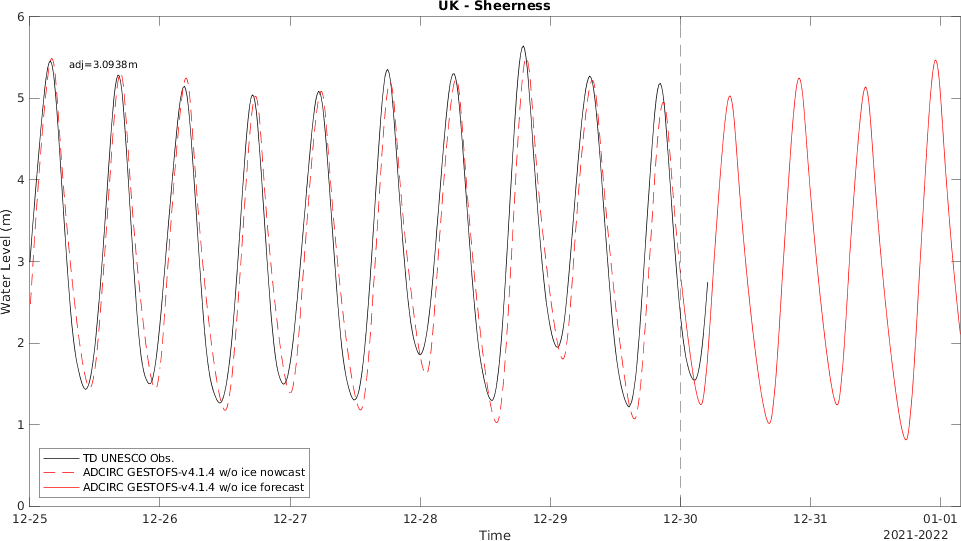 UK - Sheerness
adj=3.0938m
Water Level (m)
6
5
4
3
2
1
0
TD UNESCO Obs.
ADCIRC GESTOFS-v4.1.4 w/o ice nowcast
ADCIRC GESTOFS-v4.1.4 w/o ice forecast
12-25 12-26 12-27 12-28 12-29 12-30 12-31 01-01
Time
2021-2022